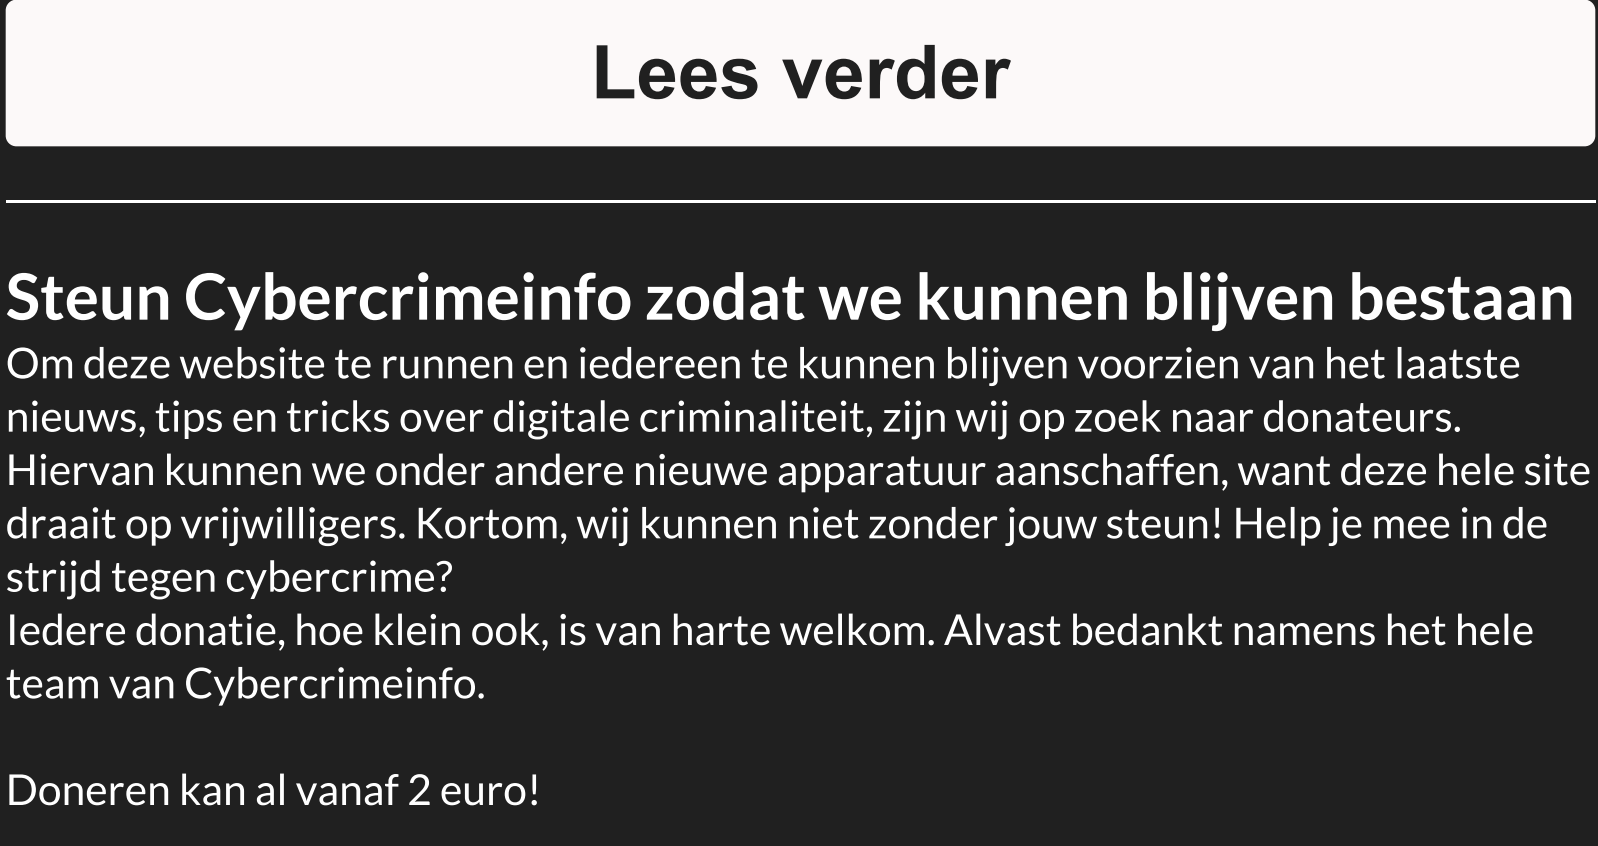 Lees verder
Steun Cybercrimeinfo zodat we kunnen blijven bestaan
Om deze website te runnen en iedereen te kunnen blijven voorzien van het laatste
nieuws, tips en tricks over digitale criminaliteit, zijn wij op zoek naar donateurs.
Hiervan kunnen we onder andere nieuwe apparatuur aanschaffen, want deze hele site
draait op vrijwilligers. Kortom, wij kunnen niet zonder jouw steun! Help je mee in de
strijd tegen cybercrime?
Iedere donatie, hoe klein ook, is van harte welkom. Alvast bedankt namens het hele
team van Cybercrimeinfo.
Doneren kan al vanaf 2 euro!